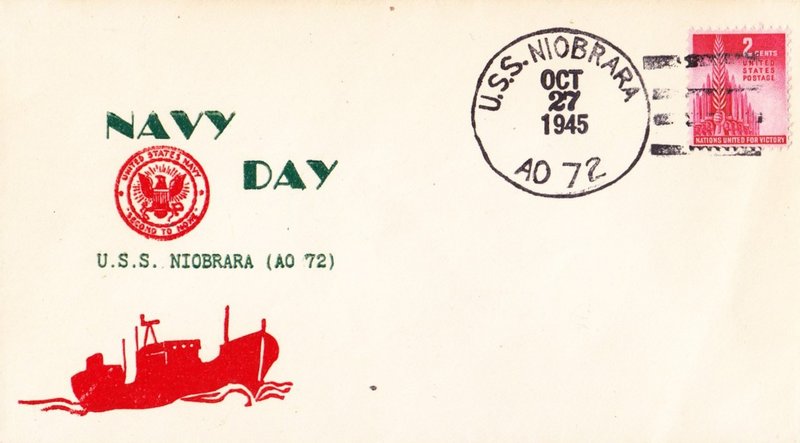 NAVY
DAY
UNITED STATES NAVY
SECOND TO NONE
U.S.S. NIOBRARA (AO 72)
U.S.S. NIOBRARA
OCT
27
1945
AO 72
2 CENTS
UNITED
STATES
POSTAGE
NATIONS UNITED FOR VICTORY